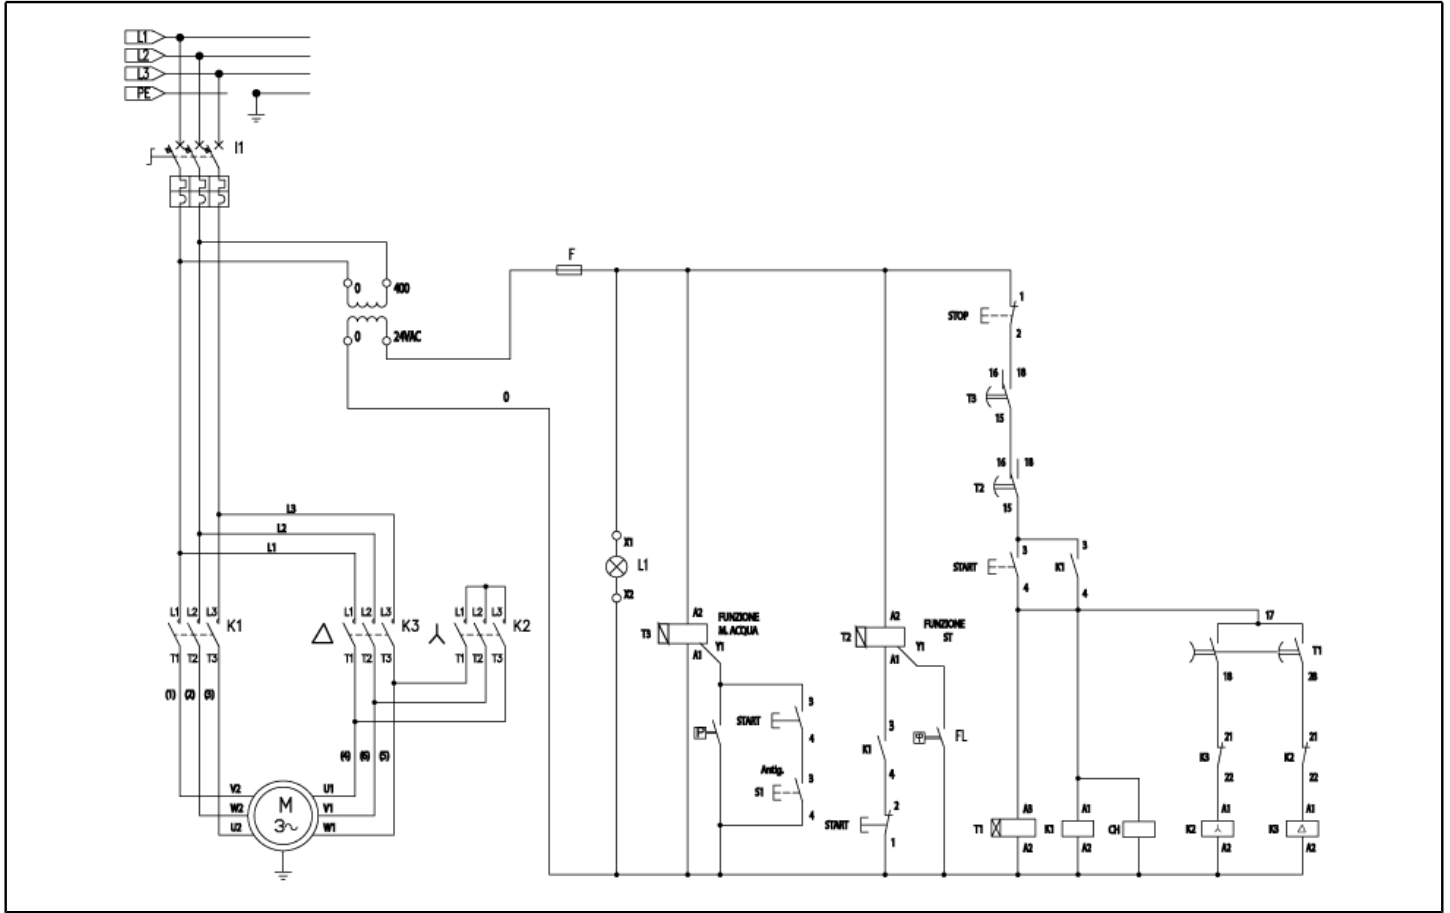 L1
L2
L3
PE
I1
0 400
0 24VAC
F
0
STOP
1
2
16 18
T3
15
16 18
T2
15
L3
L2
L1
L1 L2 L3 K1
T1 T2 T3
(1) (2) (3)
L1 L2 L3 K3
T1 T2 T3
L1 L2 L3 K2
T1 T2 T3
(4) (6) (5)
V2
W2
U2
M
3~
U1
V1
W1
X1
L1
X2
A2
T3
A1
Y1
FUNZIONE
M. ACQUA
P
START
3
4
Antig.
S1
3
4
A2
T2
A1
Y1
FUNZIONE
ST
K1
3
4
START
2
1
FL
START
3
4
K1
3
4
17
T1
18
28
K3
21
22
K2
21
22
T1
A3
A2
K1
A1
A2
CH
K2
A1
A2
K3
A1
A2